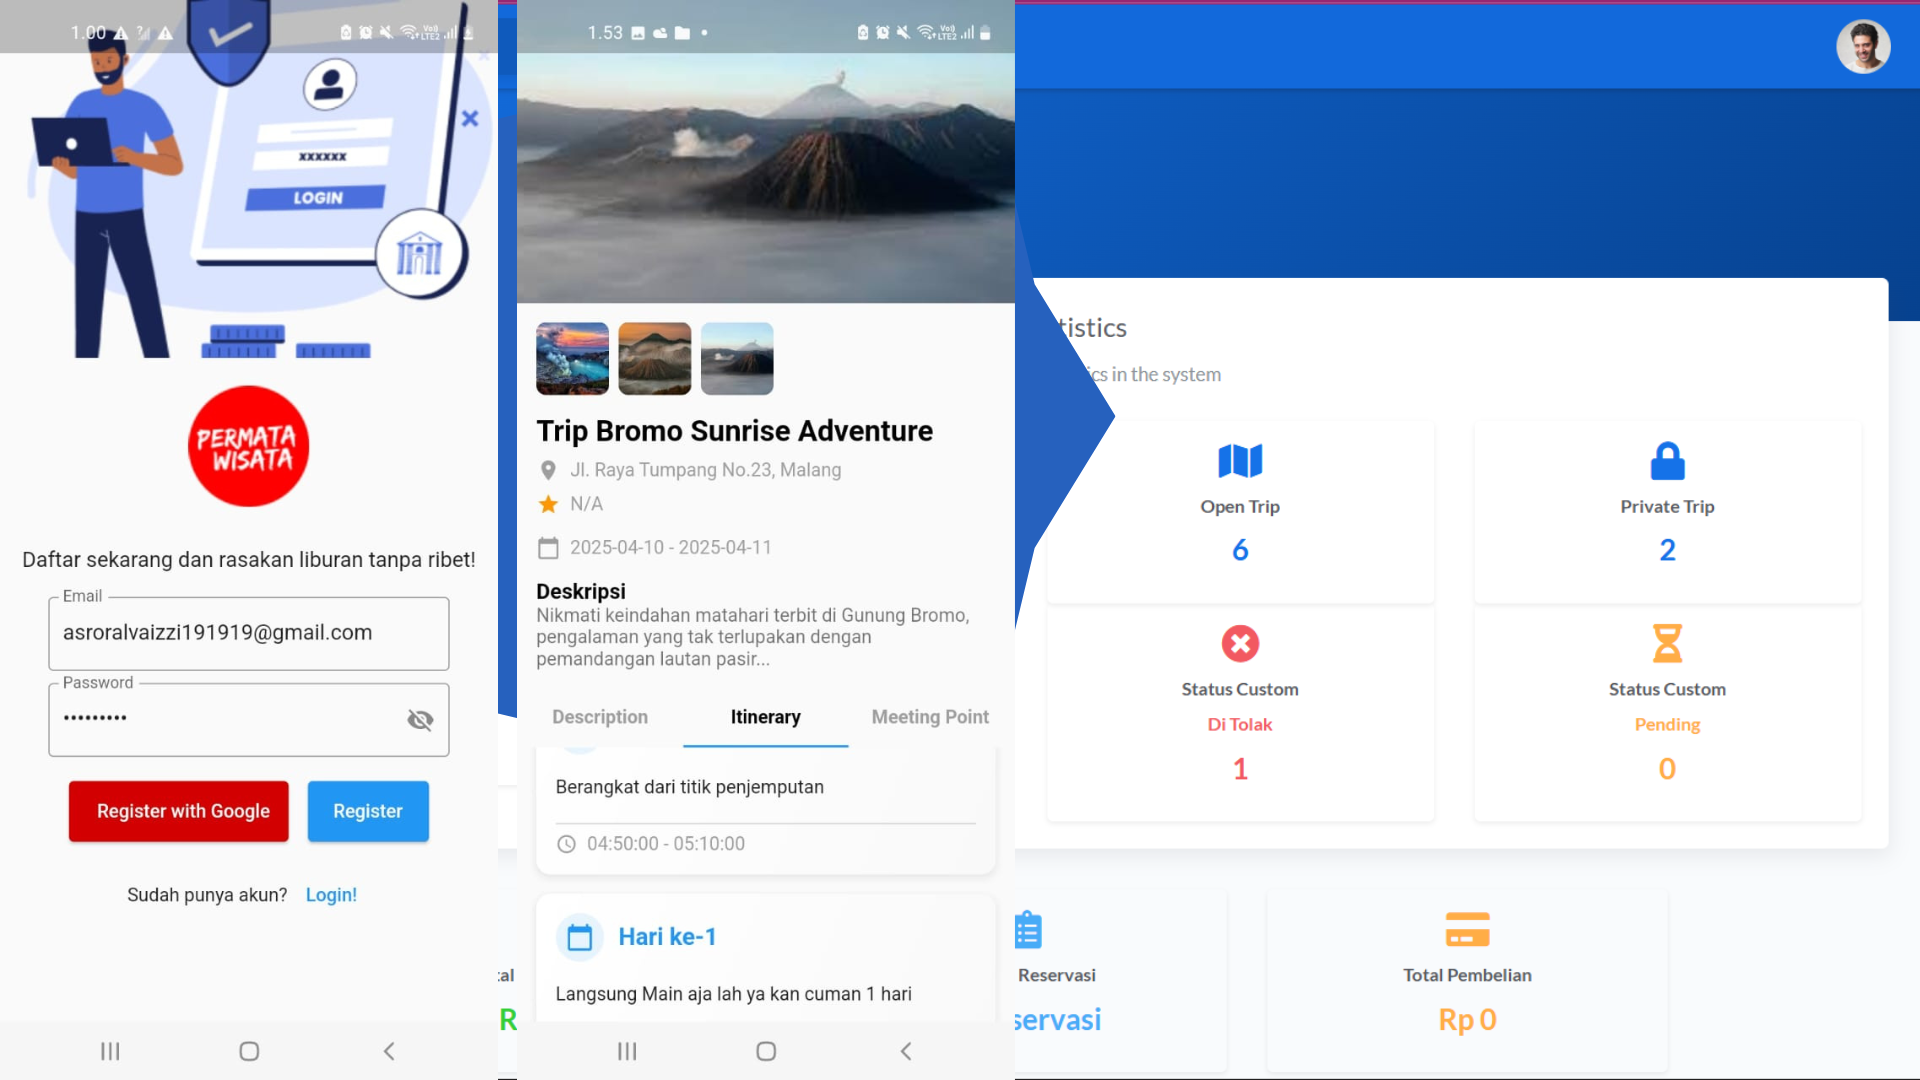 1.00
VoI)
LTE2
xxxxxx
LOGIN
PERMATA
WISATA
Daftar sekarang dan rasakan liburan tanpa ribet!
Email
asroralvaizzi191919@gmail.com
Password
•••••••••
Register with Google
Register
Sudah punya akun? Login!
1.53
VoI)
LTE2
Trip Bromo Sunrise Adventure
Jl. Raya Tumpang No.23, Malang
N/A
2025-04-10 - 2025-04-11
Deskripsi
Nikmati keindahan matahari terbit di Gunung Bromo,
pengalaman yang tak terlupakan dengan
pemandangan lautan pasir...
Description
Itinerary
Meeting Point
Berangkat dari titik penjemputan
04:50:00 - 05:10:00
Hari ke-1
Langsung Main aja lah ya kan cuman 1 hari
tistics
ics in the system
Open Trip
6
Private Trip
2
Status Custom
Di Tolak
1
Status Custom
Pending
0
tal
R
Reservasi
servasi
Total Pembelian
Rp 0